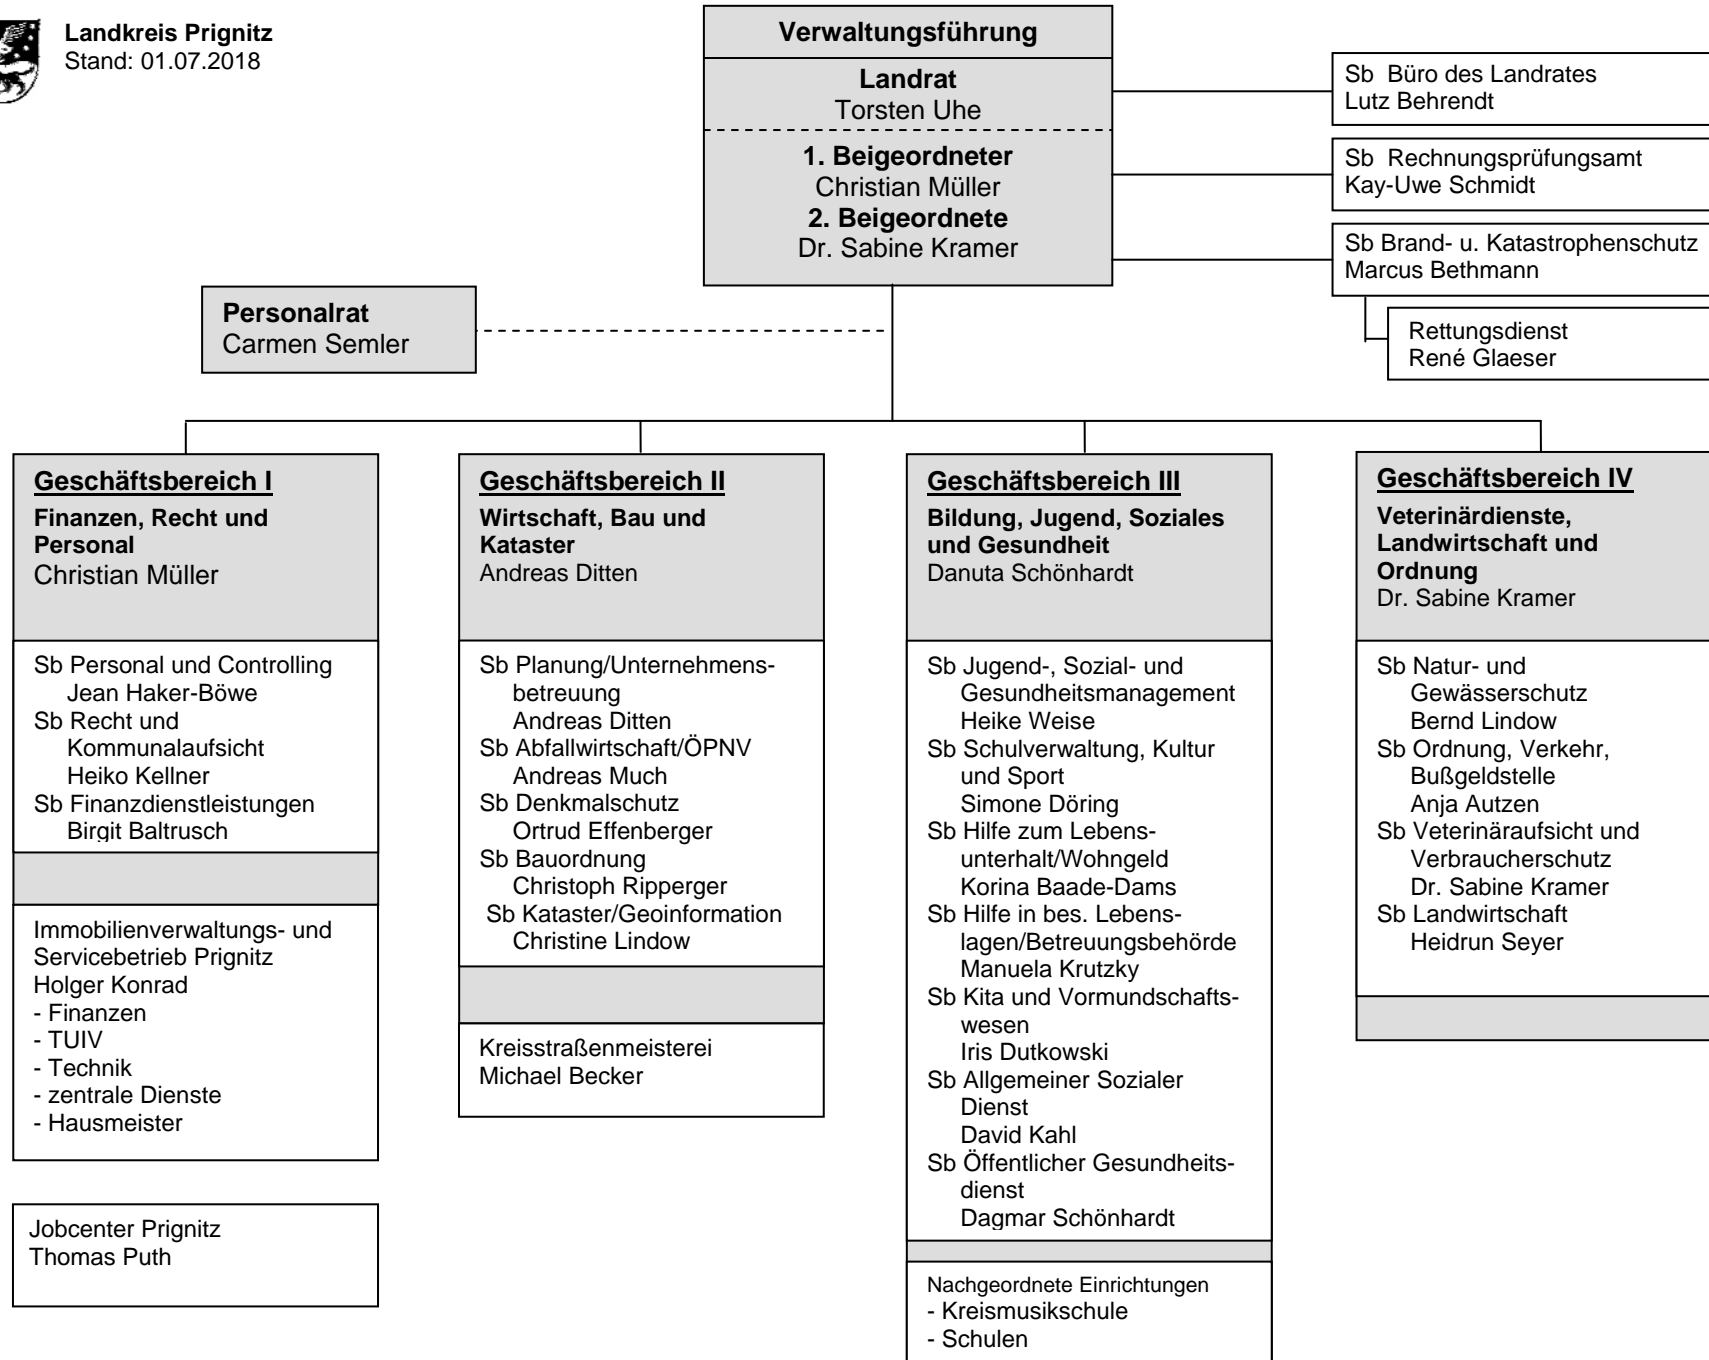 Landkreis Prignitz
Stand: 01.07.2018
Verwaltungsführung
Landrat
Torsten Uhe
1. Beigeordneter
Christian Müller
2. Beigeordnete
Dr. Sabine Kramer
Sb  Büro des Landrates
Lutz Behrendt
Sb  Rechnungsprüfungsamt
Kay-Uwe Schmidt
Sb Brand- u. Katastrophenschutz
Marcus Bethmann
Rettungsdienst
René Glaeser
Personalrat
Carmen Semler
Geschäftsbereich I
Finanzen, Recht und
Personal
Christian Müller
Sb Personal und Controlling
Jean Haker-Böwe
Sb Recht und
Kommunalaufsicht
Heiko Kellner
Sb Finanzdienstleistungen
Birgit Baltrusch
Immobilienverwaltungs- und
Servicebetrieb Prignitz
Holger Konrad
- Finanzen
- TUIV
- Technik
- zentrale Dienste
- Hausmeister
Jobcenter Prignitz
Thomas Puth
Geschäftsbereich II
Wirtschaft, Bau und
Kataster
Andreas Ditten
Sb Planung/Unternehmens-
betreuung
Andreas Ditten
Sb Abfallwirtschaft/ÖPNV
Andreas Much
Sb Denkmalschutz
Ortrud Effenberger
Sb Bauordnung
Christoph Ripperger
Sb Kataster/Geoinformation
Christine Lindow
Kreisstraßenmeisterei
Michael Becker
Geschäftsbereich III
Bildung, Jugend, Soziales
und Gesundheit
Danuta Schönhardt
Sb Jugend-, Sozial- und
Gesundheitsmanagement
Heike Weise
Sb Schulverwaltung, Kultur
und Sport
Simone Döring
Sb Hilfe zum Lebens-
unterhalt/Wohngeld
Korina Baade-Dams
Sb Hilfe in bes. Lebens-
lagen/Betreuungsbehörde
Manuela Krutzky
Sb Kita und Vormundschafts-
wesen
Iris Dutkowski
Sb Allgemeiner Sozialer
Dienst
David Kahl
Sb Öffentlicher Gesundheits-
dienst
Dagmar Schönhardt
Nachgeordnete Einrichtungen
- Kreismusikschule
- Schulen
Geschäftsbereich IV
Veterinärdienste,
Landwirtschaft und
Ordnung
Dr. Sabine Kramer
Sb Natur- und
Gewässerschutz
Bernd Lindow
Sb Ordnung, Verkehr,
Bußgeldstelle
Anja Autzen
Sb Veterinäraufsicht und
Verbraucherschutz
Dr. Sabine Kramer
Sb Landwirtschaft
Heidrun Seyer